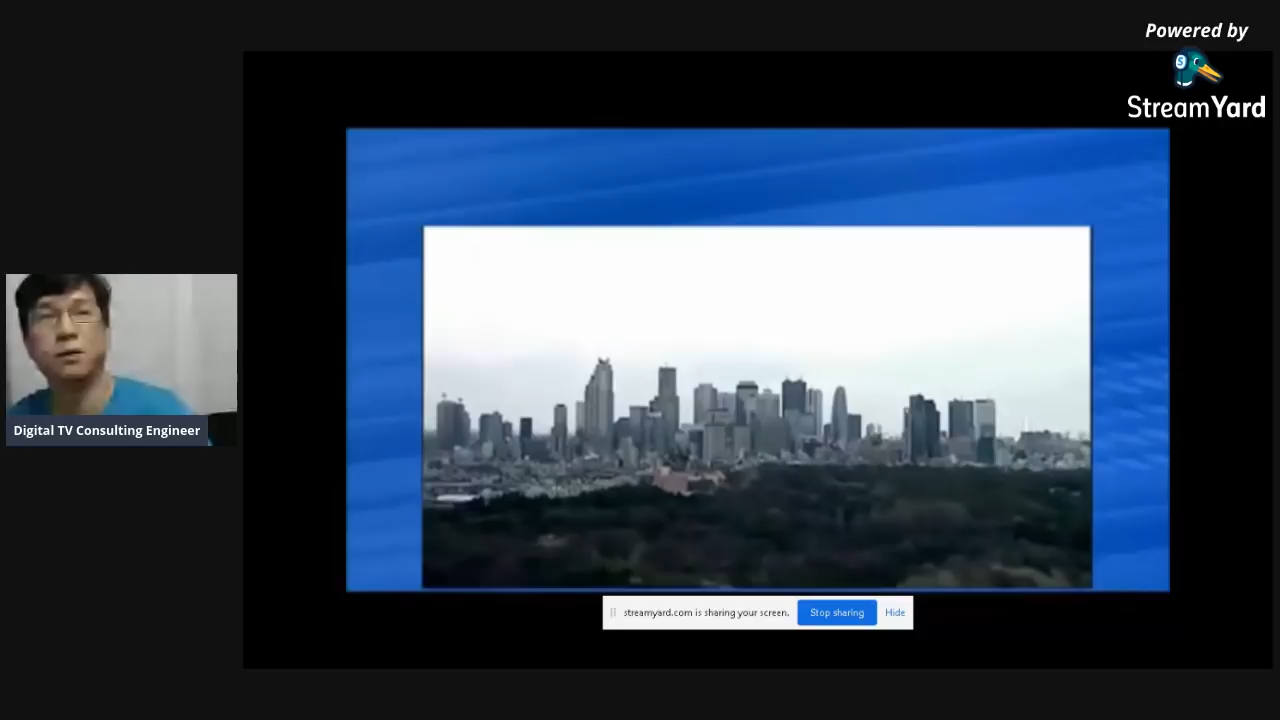 Powered by
StreamYard
Digital TV Consulting Engineer
streamyard.com is sharing your screen.
Stop sharing
Hide